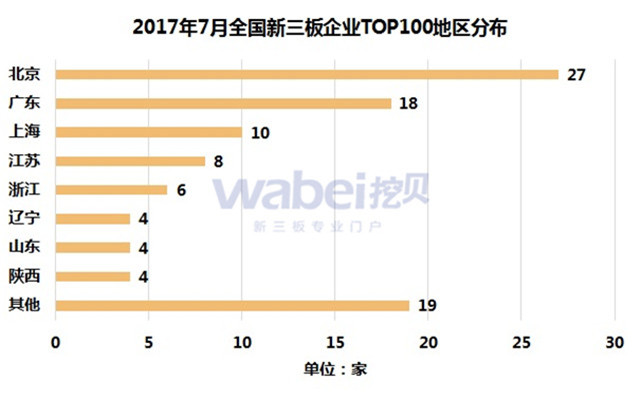 2017年7月全国新三板企业TOP100地区分布
北京 27
广东 18
上海 10
江苏 8
浙江 6
辽宁 4
山东 4
陕西 4
其他 19
wabei挖贝
新三板专业门户
0 5 10 15 20 25 30
单位：家